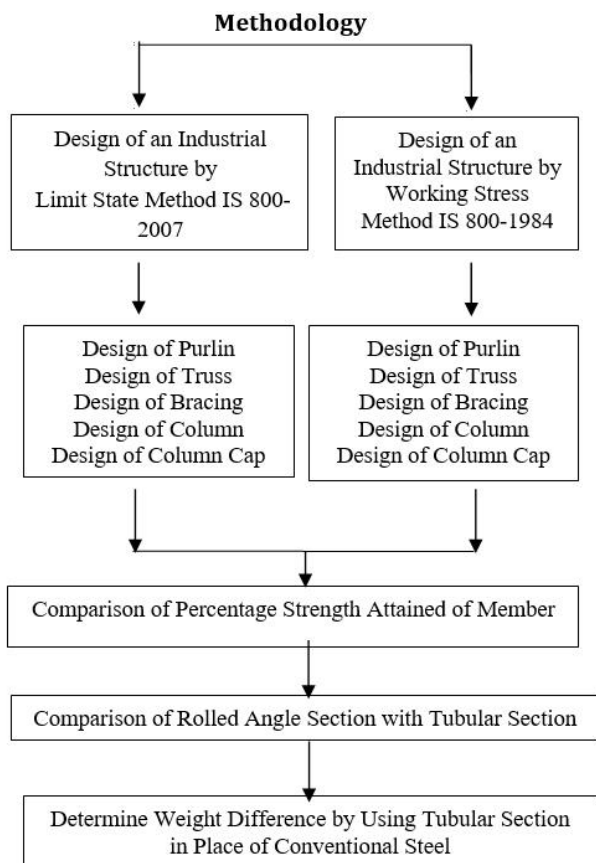 Methodology
Design of an Industrial
Structure by
Limit State Method IS 800-
2007
Design of an
Industrial Structure by
Working Stress
Method IS 800-1984
Design of Purlin
Design of Truss
Design of Bracing
Design of Column
Design of Column Cap
Design of Purlin
Design of Truss
Design of Bracing
Design of Column
Design of Column Cap
Comparison of Percentage Strength Attained of Member
Comparison of Rolled Angle Section with Tubular Section
Determine Weight Difference by Using Tubular Section
in Place of Conventional Steel